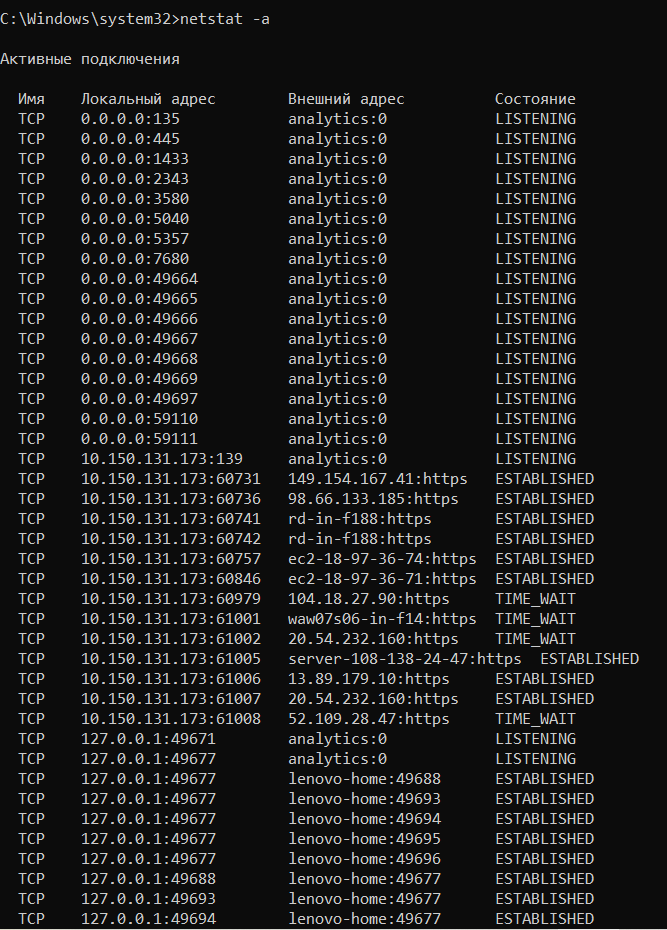 C:\Windows\system32>netstat -a
Активные подключения
Имя Локальный адрес Внешний адрес Состояние
TCP 0.0.0.0:135 analytics:0 LISTENING
TCP 0.0.0.0:445 analytics:0 LISTENING
TCP 0.0.0.0:1433 analytics:0 LISTENING
TCP 0.0.0.0:2343 analytics:0 LISTENING
TCP 0.0.0.0:3580 analytics:0 LISTENING
TCP 0.0.0.0:5040 analytics:0 LISTENING
TCP 0.0.0.0:5357 analytics:0 LISTENING
TCP 0.0.0.0:7680 analytics:0 LISTENING
TCP 0.0.0.0:49664 analytics:0 LISTENING
TCP 0.0.0.0:49665 analytics:0 LISTENING
TCP 0.0.0.0:49666 analytics:0 LISTENING
TCP 0.0.0.0:49667 analytics:0 LISTENING
TCP 0.0.0.0:49668 analytics:0 LISTENING
TCP 0.0.0.0:49669 analytics:0 LISTENING
TCP 0.0.0.0:49697 analytics:0 LISTENING
TCP 0.0.0.0:59110 analytics:0 LISTENING
TCP 0.0.0.0:59111 analytics:0 LISTENING
TCP 10.150.131.173:139 analytics:0 LISTENING
TCP 10.150.131.173:60731 149.154.167.41:https ESTABLISHED
TCP 10.150.131.173:60736 98.66.133.185:https ESTABLISHED
TCP 10.150.131.173:60741 rd-in-f188:https ESTABLISHED
TCP 10.150.131.173:60742 rd-in-f188:https ESTABLISHED
TCP 10.150.131.173:60757 ec2-18-97-36-74:https ESTABLISHED
TCP 10.150.131.173:60846 ec2-18-97-36-71:https ESTABLISHED
TCP 10.150.131.173:60979 104.18.27.90:https TIME_WAIT
TCP 10.150.131.173:61001 waw07s06-in-f14:https TIME_WAIT
TCP 10.150.131.173:61002 20.54.232.160:https TIME_WAIT
TCP 10.150.131.173:61005 server-108-138-24-47:https ESTABLISHED
TCP 10.150.131.173:61006 13.89.179.10:https ESTABLISHED
TCP 10.150.131.173:61007 20.54.232.160:https ESTABLISHED
TCP 10.150.131.173:61008 52.109.28.47:https TIME_WAIT
TCP 127.0.0.1:49671 analytics:0 LISTENING
TCP 127.0.0.1:49677 analytics:0 LISTENING
TCP 127.0.0.1:49677 lenovo-home:49688 ESTABLISHED
TCP 127.0.0.1:49677 lenovo-home:49693 ESTABLISHED
TCP 127.0.0.1:49677 lenovo-home:49694 ESTABLISHED
TCP 127.0.0.1:49677 lenovo-home:49695 ESTABLISHED
TCP 127.0.0.1:49677 lenovo-home:49696 ESTABLISHED
TCP 127.0.0.1:49688 lenovo-home:49677 ESTABLISHED
TCP 127.0.0.1:49693 lenovo-home:49677 ESTABLISHED
TCP 127.0.0.1:49694 lenovo-home:49677 ESTABLISHED